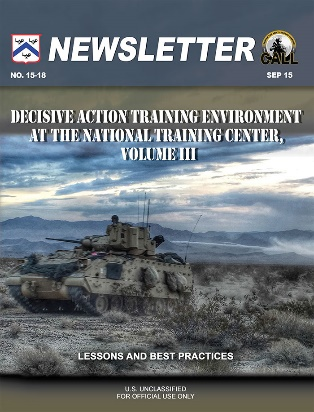 NEWSLETTER
CALL
NO. 15-18
SEP 15
DECISIVE ACTION TRAINING ENVIRONMENT
AT THE NATIONAL TRAINING CENTER,
VOLUME III
LESSONS AND BEST PRACTICES
U.S. UNCLASSIFIED
FOR OFFICIAL USE ONLY